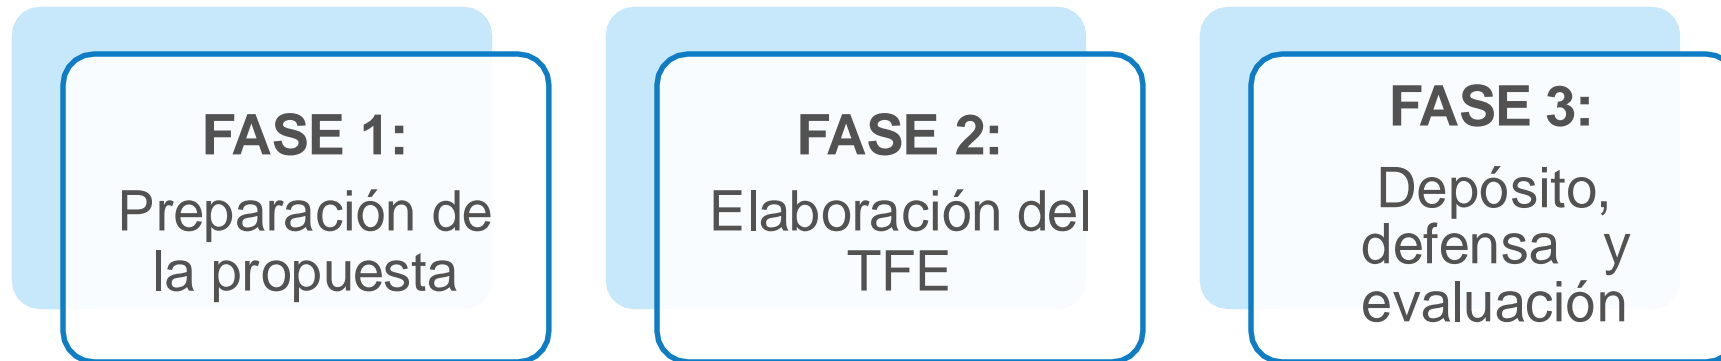 FASE 1:
Preparación de
la propuesta
FASE 2:
Elaboración del
TFE
FASE 3:
Depósito,
defensa y
evaluación